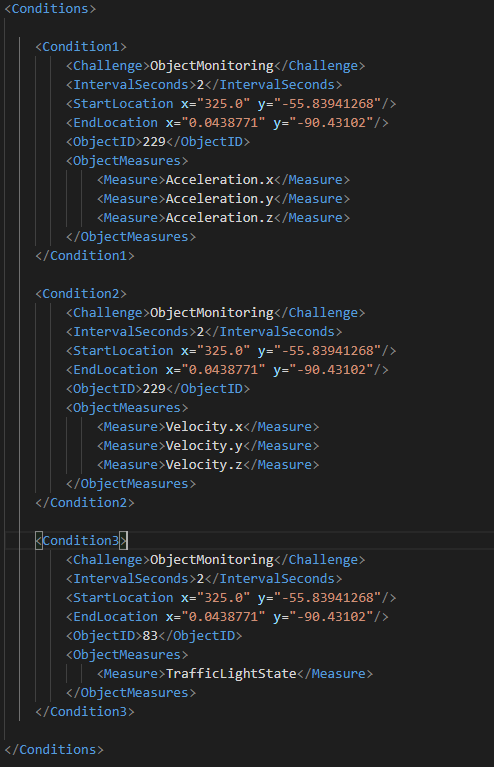 <Conditions>
<Condition1>
<Challenge>ObjectMonitoring</Challenge>
<IntervalSeconds>2</IntervalSeconds>
<StartLocation x="325.0" y="-55.83941268"/>
<EndLocation x="0.0438771" y="-90.43102"/>
<ObjectID>229</ObjectID>
<ObjectMeasures>
<Measure>Acceleration.x</Measure>
<Measure>Acceleration.y</Measure>
<Measure>Acceleration.z</Measure>
</ObjectMeasures>
</Condition1>
<Condition2>
<Challenge>ObjectMonitoring</Challenge>
<IntervalSeconds>2</IntervalSeconds>
<StartLocation x="325.0" y="-55.83941268"/>
<EndLocation x="0.0438771" y="-90.43102"/>
<ObjectID>229</ObjectID>
<ObjectMeasures>
<Measure>Velocity.x</Measure>
<Measure>Velocity.y</Measure>
<Measure>Velocity.z</Measure>
</ObjectMeasures>
</Condition2>
<Condition3>
<Challenge>ObjectMonitoring</Challenge>
<IntervalSeconds>2</IntervalSeconds>
<StartLocation x="325.0" y="-55.83941268"/>
<EndLocation x="0.0438771" y="-90.43102"/>
<ObjectID>83</ObjectID>
<ObjectMeasures>
<Measure>TrafficLightState</Measure>
</ObjectMeasures>
</Condition3>
</Conditions>